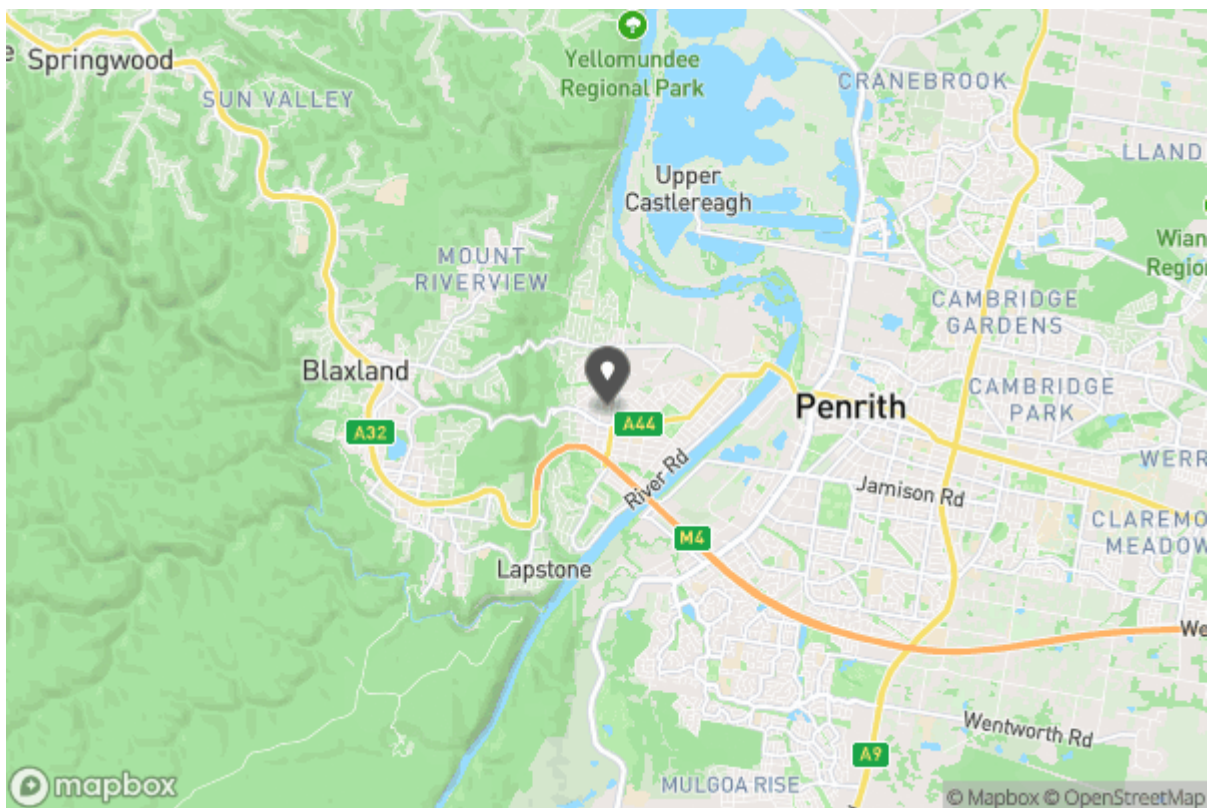 Springwood
SUN VALLEY
Yellomundee
Regional Park
CRANEBROOK
LLAND
Upper
Castlereagh
Wian
Region
MOUNT
RIVERVIEW
CAMBRIDGE
GARDENS
Blaxland
CAMBRIDGE
PARK
Penrith
A44
A32
WERR
River Rd
Jamison Rd
CLAREMO
MEADOW
M4
Lapstone
We
Wentworth Rd
A9
MULGOA RISE
mapbox
© Mapbox © OpenStreetMap